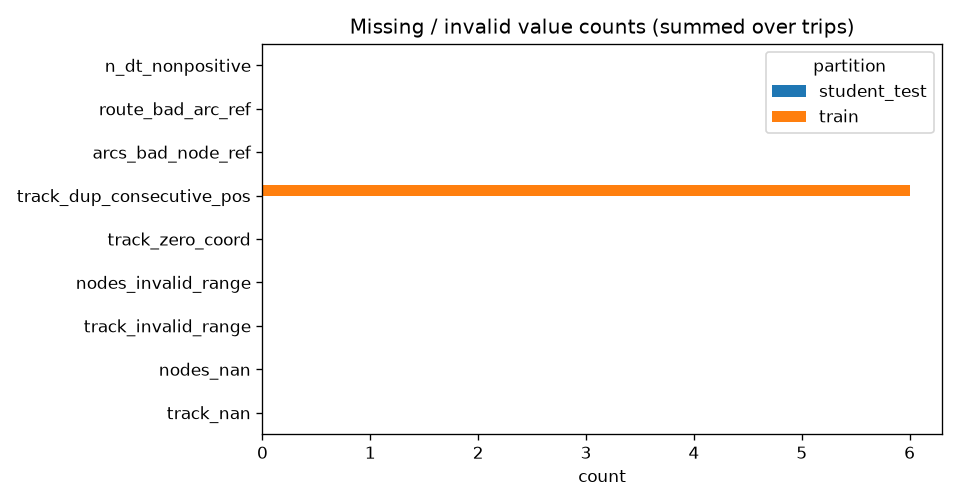 Missing / invalid value counts (summed over trips)
partition
student_test
train
n_dt_nonpositive
route_bad_arc_ref
arcs_bad_node_ref
track_dup_consecutive_pos
track_zero_coord
nodes_invalid_range
track_invalid_range
nodes_nan
track_nan
0 1 2 3 4 5 6
count